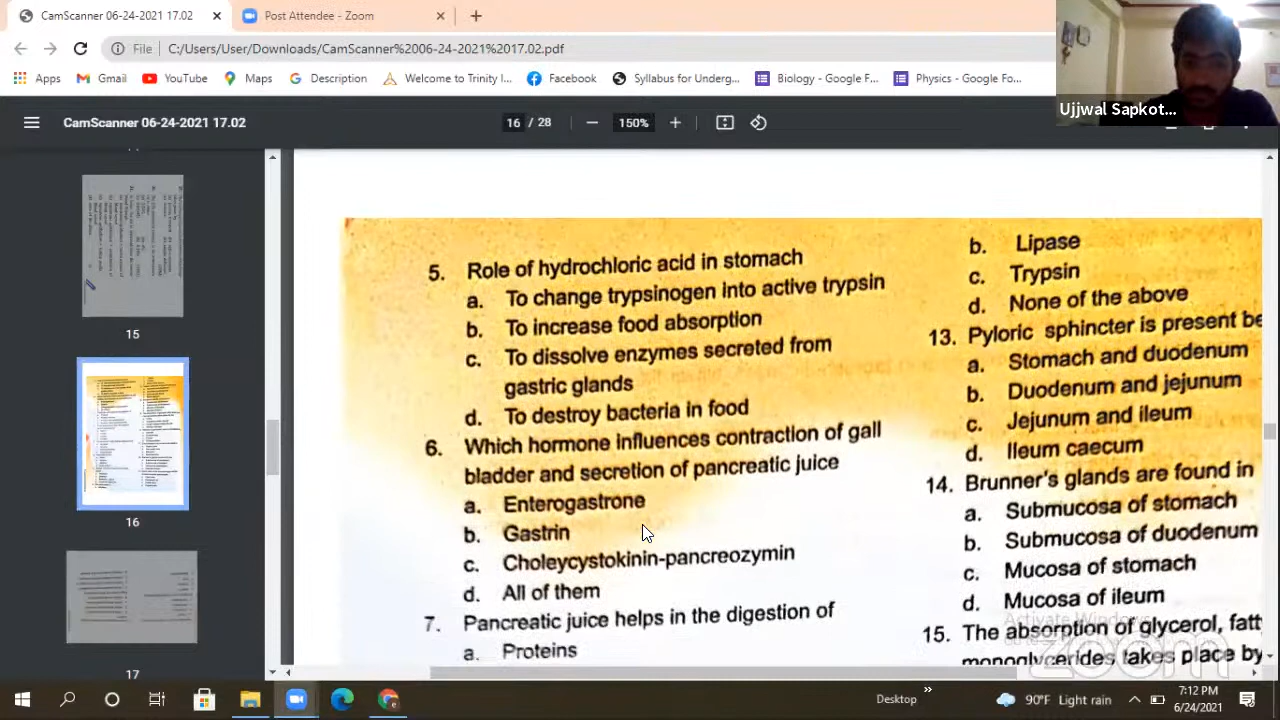 CamScanner 06-24-2021 17.02
Post Attendee - Zoom
File
C:/Users/User/Downloads/CamScanner%2006-24-2021%2017.02.pdf
Apps
Gmail
YouTube
Maps
Description
Welcome to Trinity I...
Facebook
Syllabus for Underg...
Biology - Google F...
Physics - Google Fo...
Ujjwal Sapkot...
CamScanner 06-24-2021 17.02
16 / 28
150%
15
16
17
5. Role of hydrochloric acid in stomach
a. To change trypsinogen into active trypsin
b. To increase food absorption
c. To dissolve enzymes secreted from
gastric glands
d. To destroy bacteria in food
6. Which hormone influences contraction of gall
bladder and secretion of pancreatic juice
a. Enterogastrone
b. Gastrin
c. Choleycystokinin-pancreozymin
d. All of them
7. Pancreatic juice helps in the digestion of
a. Proteins
b. Lipase
c. Trypsin
d. None of the above
13. Pyloric sphincter is present be
a. Stomach and duodenum
b. Duodenum and jejunum
c. Jejunum and ileum
d. Ileum caecum
14. Brunner's glands are found in
a. Submucosa of stomach
b. Submucosa of duodenum
c. Mucosa of stomach
d. Mucosa of ileum
15. The absorption of glycerol, fatt
monoglycerides takes place by
Activate Windows
zoom
Desktop
90°F Light rain
7:12 PM
6/24/2021